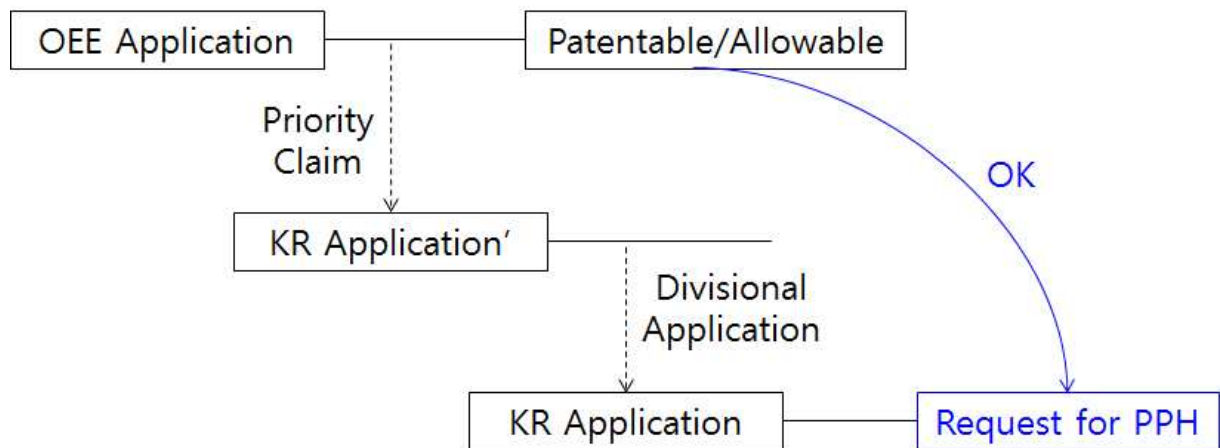 OEE Application
Patentable/Allowable
Priority
Claim
OK
KR Application’
Divisional
Application
KR Application
Request for PPH